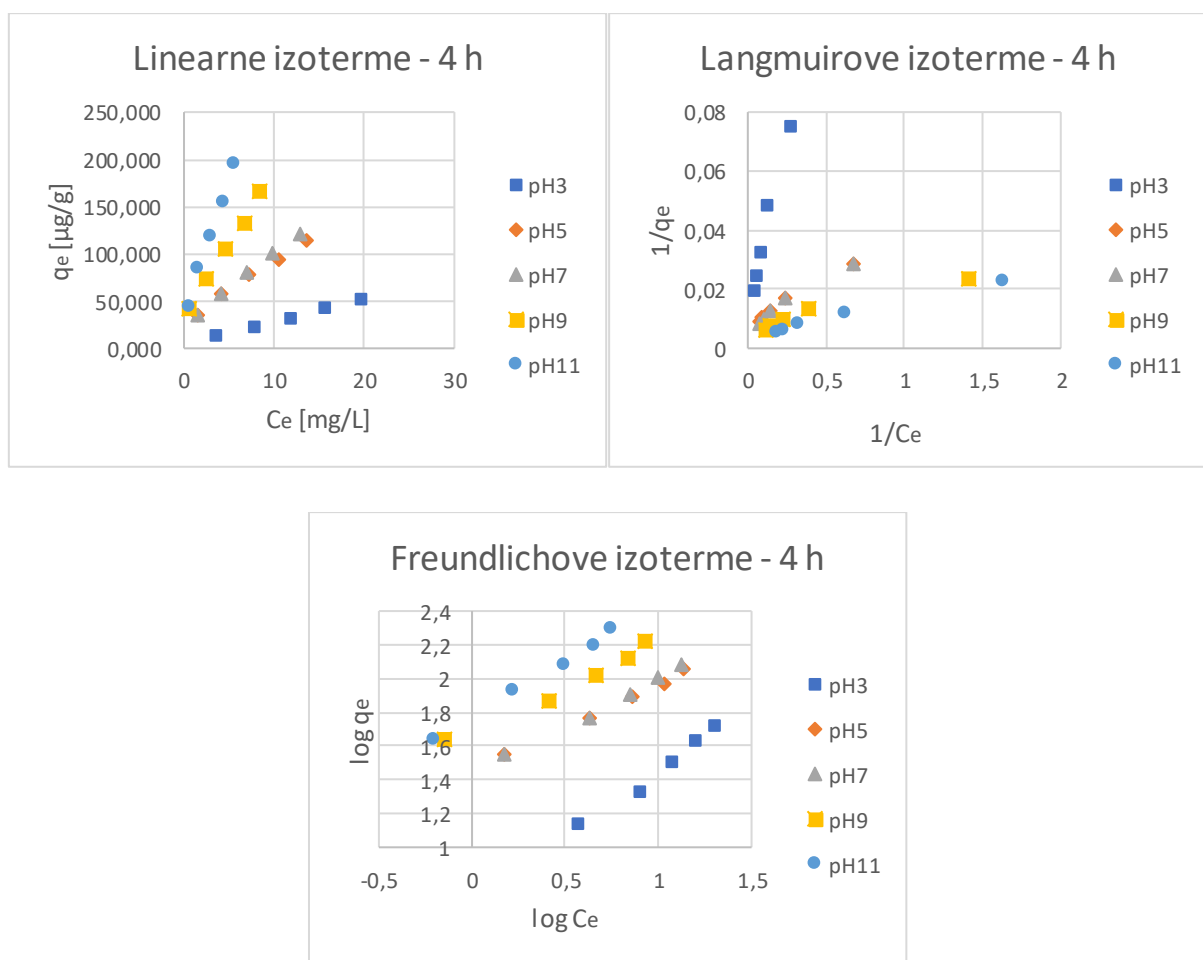 Linearne izoterme - 4 h
250,000
200,000
150,000
100,000
50,000
0,000
qe [µg/g]
0 10 20 30
Ce [mg/L]
pH3
pH5
pH7
pH9
pH11
Langmuirove izoterme - 4 h
0,08
0,06
0,04
0,02
0
1/qe
0 0,5 1 1,5 2
1/Ce
pH3
pH5
pH7
pH9
pH11
Freundlichove izoterme - 4 h
2,4
2,2
2
1,8
1,6
1,4
1,2
1
log qe
-0,5 0 0,5 1 1,5
log Ce
pH3
pH5
pH7
pH9
pH11